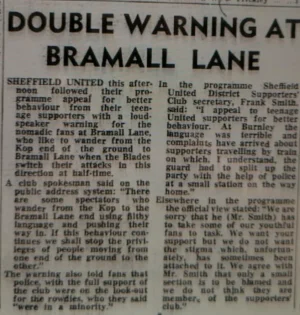 DOUBLE WARNING AT
BRAMALL LANE
SHEFFIELD UNITED this after-
noon followed their pro-
gramme appeal for better
behaviour from their teen-
age supporters with a loud-
speaker warning for the
nomadic fans at Bramall Lane,
who like to wander from the
Kop end of the ground to
Bramall Lane when the Blades
switch their attacks in this
direction at half-time.
A club spokesman said on the
public address system: "There
are some spectators who
wander from the Kop to the
Bramall Lane end using filthy
language and pushing their
way in. If this behaviour con-
tinues we shall stop the privi-
leges of people moving from
one end of the ground to the
other."
The warning also told fans that
police, with the full support of
the club were on the look-out
for the rowdies, who they said
"were in a minority."
In the programme Sheffield
United District Supporters'
Club secretary, Frank Smith,
said: "I appeal to teenage
United supporters for better
behaviour. At Burnley the
language was terrible and
complaints have arrived about
supporters travelling by train
on which, I understand, the
guard had to split up the
party with the help of police
at a small station on the way
home."
Elsewhere in the programme
the official view stated: "We are
sorry that he (Mr. Smith) has
to take some of our youthful
fans to task. We want your
support but we do not want
the stigma which, unfortun-
ately, has sometimes been
attached to it. We agree with
Mr. Smith that only a small
section is to be blamed and
we do not think they are
members of the supporters'
club."